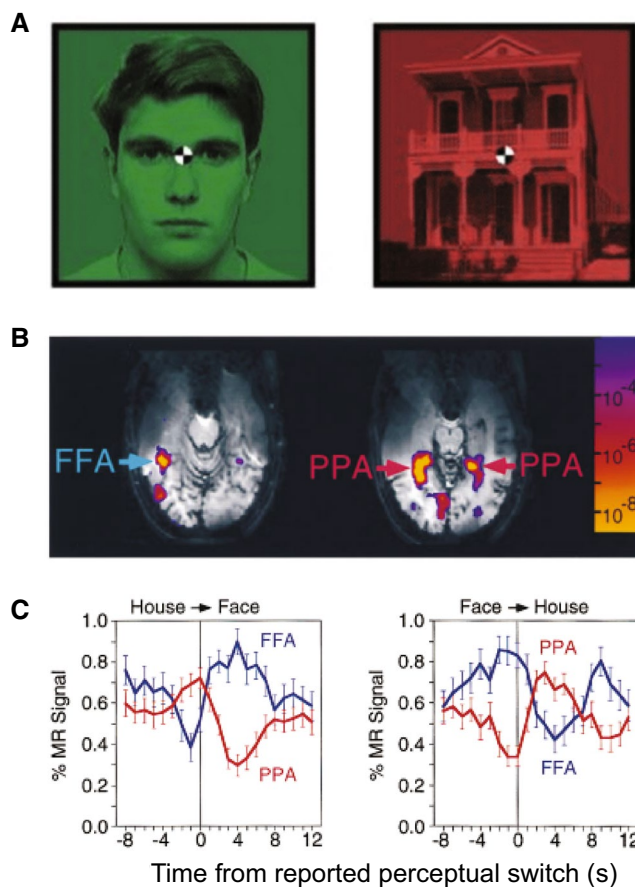 A
B
FFA
PPA
PPA
10-4
10-6
10-8
C
House → Face
Face → House
% MR Signal
1.0
0.8
0.6
0.4
0.2
0.0
FFA
PPA
-8
-4
0
4
8
12
% MR Signal
1.0
0.8
0.6
0.4
0.2
0.0
PPA
FFA
-8
-4
0
4
8
12
Time from reported perceptual switch (s)